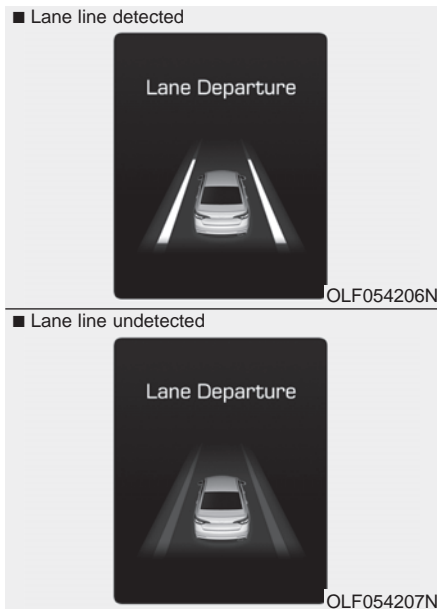 ■ Lane line detected
Lane Departure
OLF054206N
■ Lane line undetected
Lane Departure
OLF054207N